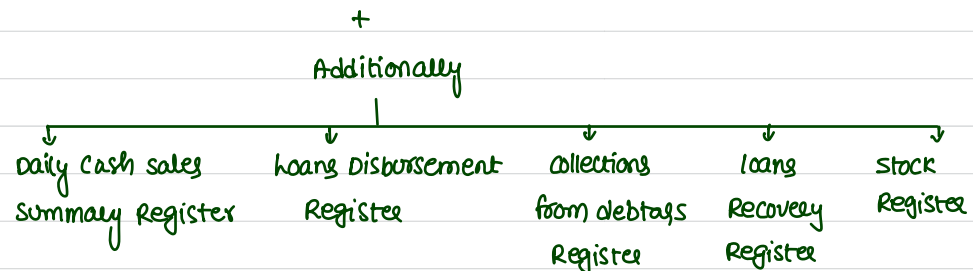 +
Additionally
Daily Cash sales
Summary Register
Loans Disbursement
Register
Collections
from debtors
Register
loans
Recovery
Register
Stock
Register